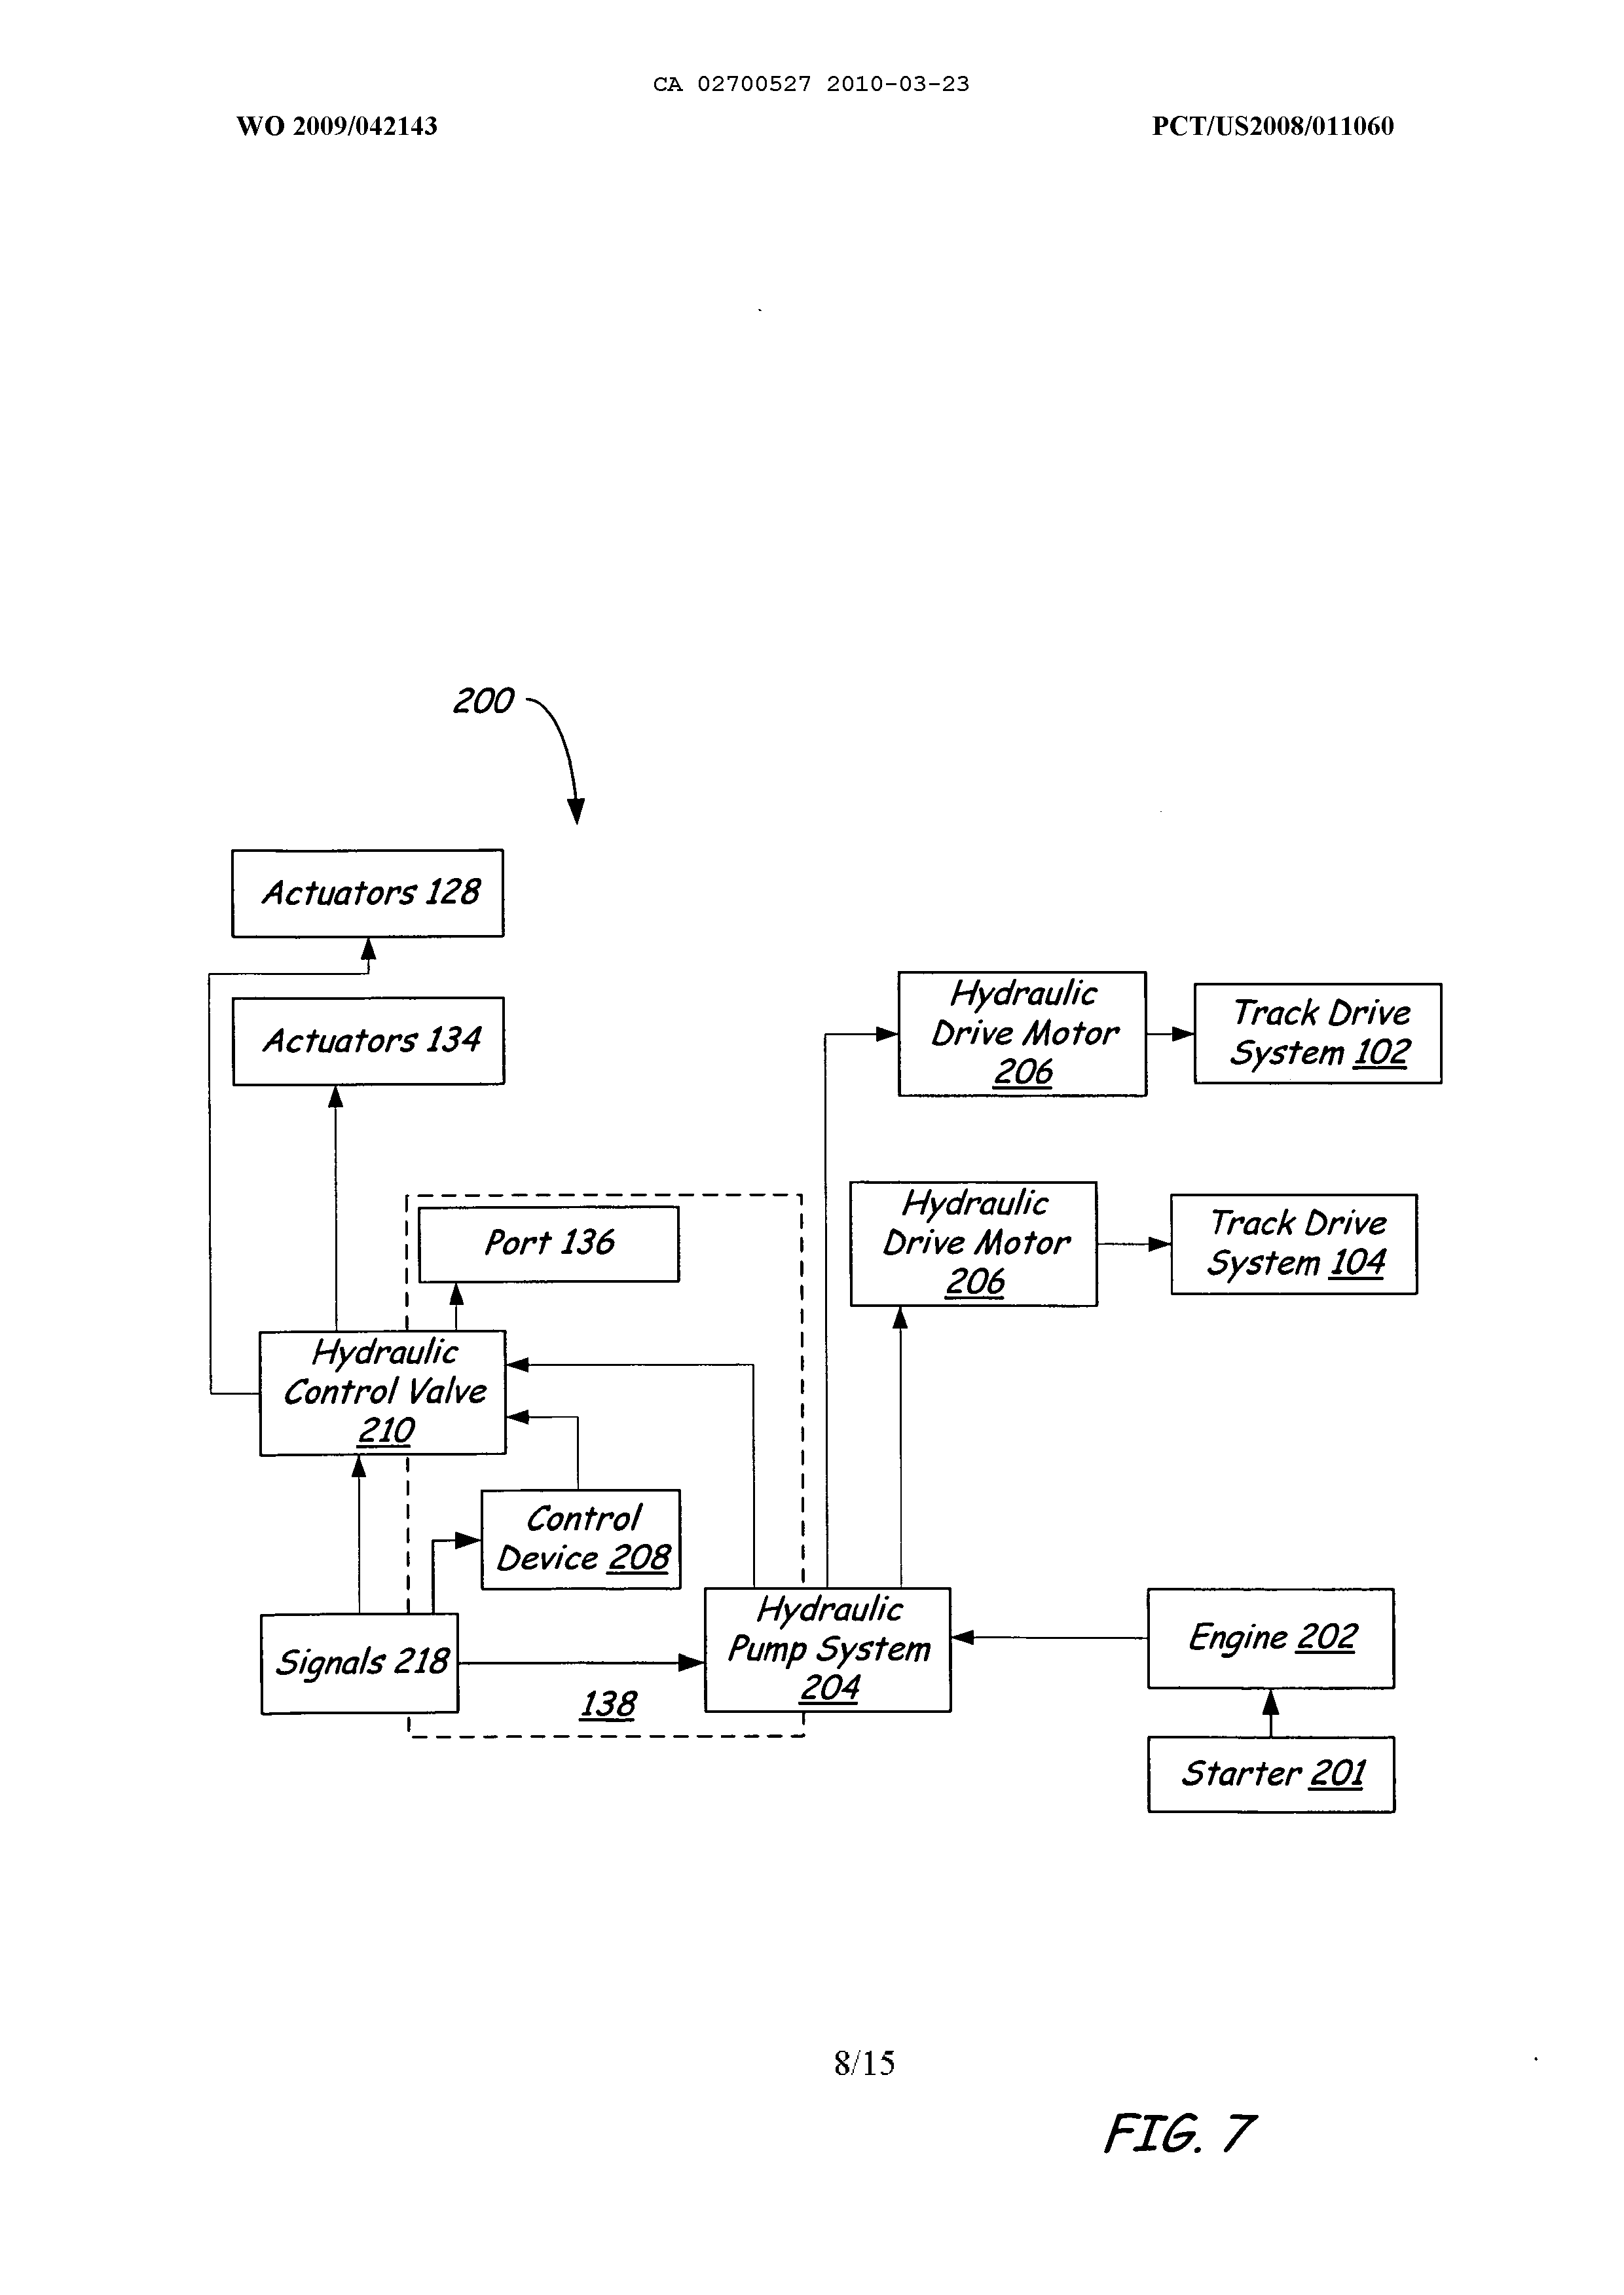 CA 02700527 2010-03-23
WO 2009/042143
PCT/US2008/011060
200
Actuators 128
Actuators 134
Hydraulic
Drive Motor
206
Track Drive
System 102
Hydraulic
Drive Motor
206
Track Drive
System 104
Port 136
Hydraulic
Control Valve
210
Control
Device 208
Signals 218
138
Hydraulic
Pump System
204
Engine 202
Starter 201
8/15
FIG. 7